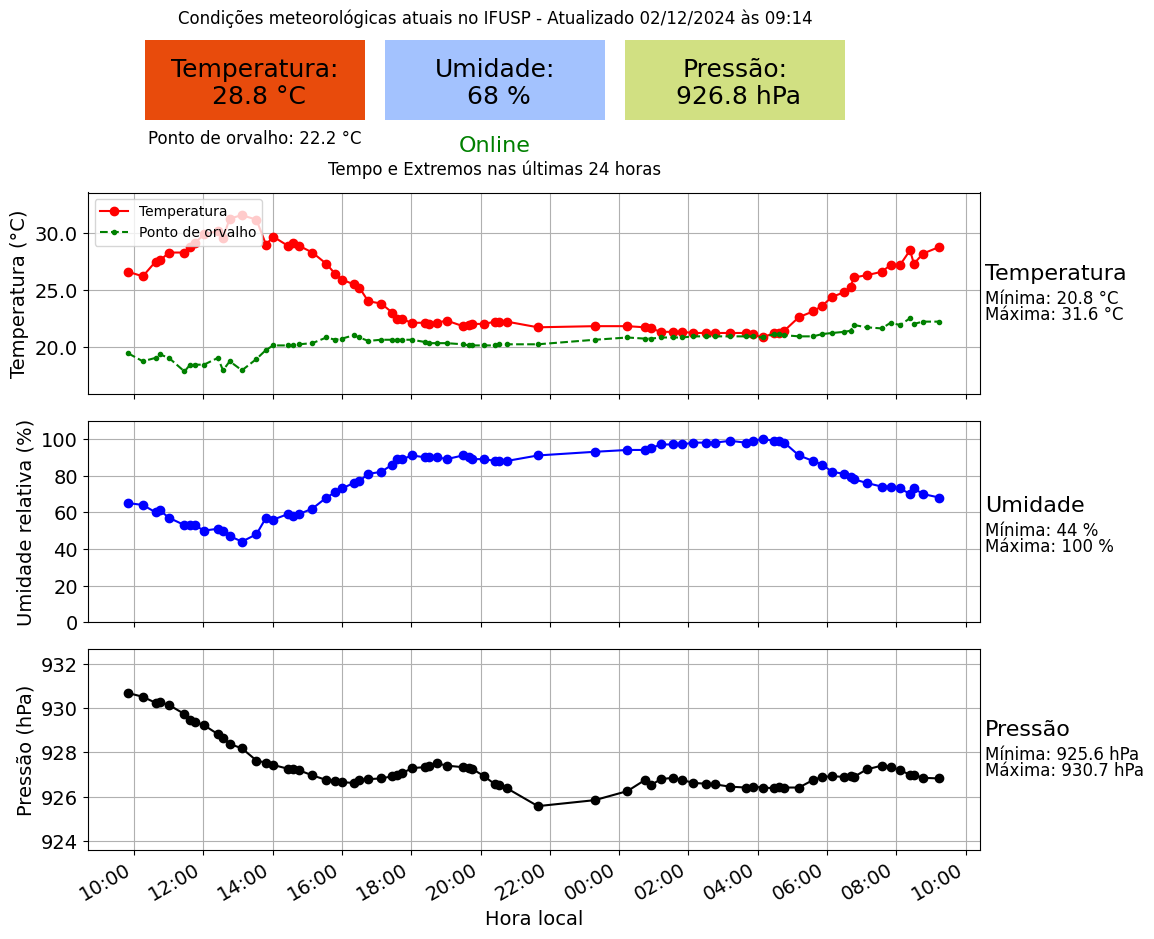 Condições meteorológicas atuais no IFUSP - Atualizado 02/12/2024 às 09:14
Temperatura:
28.8 °C
Umidade:
68 %
Pressão:
926.8 hPa
Ponto de orvalho: 22.2 °C
Online
Tempo e Extremos nas últimas 24 horas
Temperatura (°C)
30.0
25.0
20.0
Temperatura
Ponto de orvalho
Temperatura
Mínima: 20.8 °C
Máxima: 31.6 °C
Umidade relativa (%)
100
80
60
40
20
0
Umidade
Mínima: 44 %
Máxima: 100 %
Pressão (hPa)
932
930
928
926
924
Pressão
Mínima: 925.6 hPa
Máxima: 930.7 hPa
10:00
12:00
14:00
16:00
18:00
20:00
22:00
00:00
02:00
04:00
06:00
08:00
10:00
Hora local